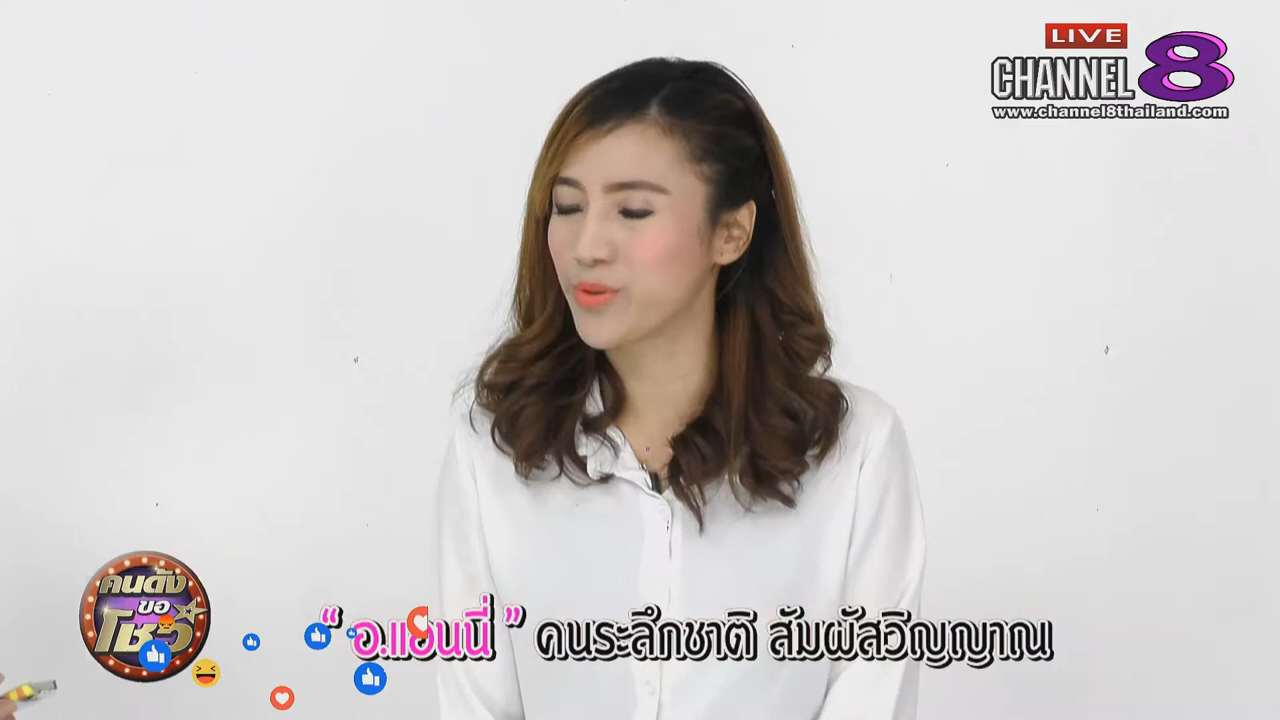 LIVE
CHANNEL 8
www.channel8thailand.com
คนดัง
ขอ
โชว์
“ อ.แอนนี่ ” คนระลึกชาติ สัมผัสวิญญาณ